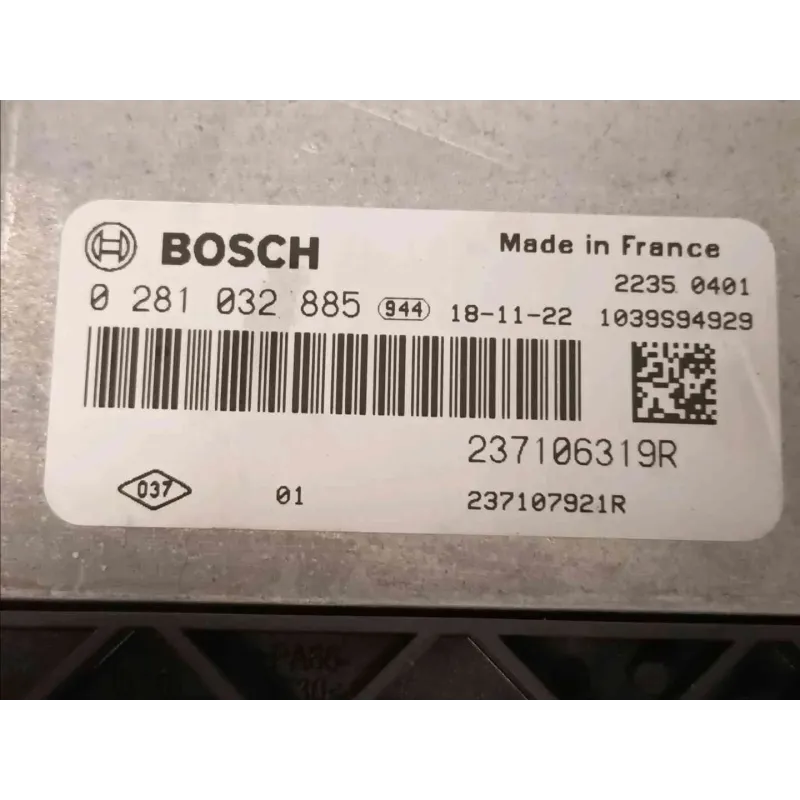 BOSCH
Made in France
2235 0401
0 281 032 885 944 18-11-22 1039S94929
237106319R
037 01 237107921R